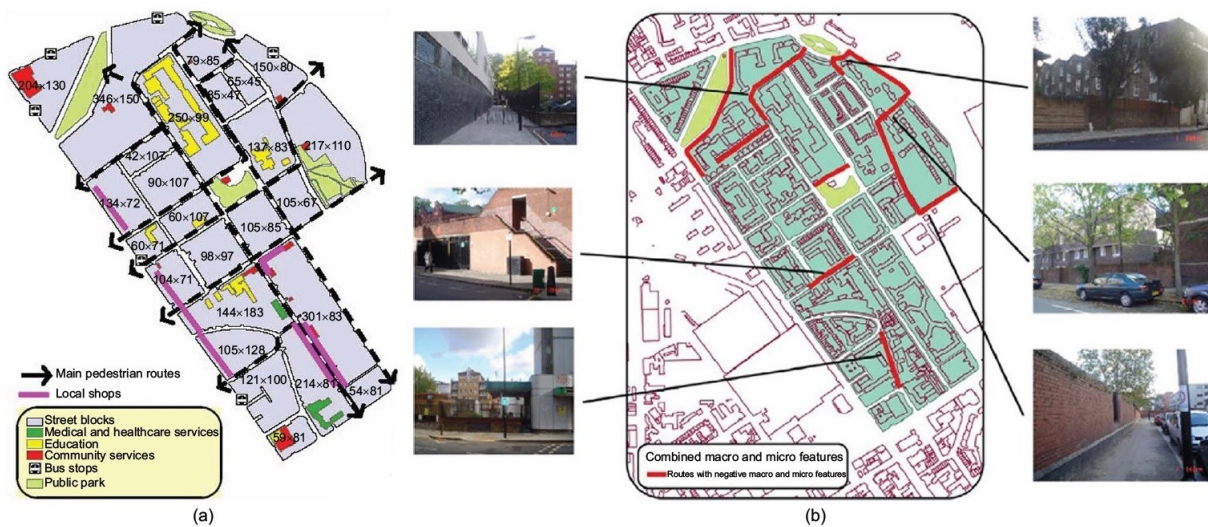 204×130
346×150
79×85
150×80
65×45
85×47
250×99
137×83
217×110
42×107
90×107
134×72
105×67
60×107
105×85
60×71
98×97
104×71
144×183
301×83
105×128
121×100
214×81
54×81
59×81
Main pedestrian routes
Local shops
Street blocks
Medical and healthcare services
Education
Community services
Bus stops
Public park
(a)
Combined macro and micro features
Routes with negative macro and micro features
(b)